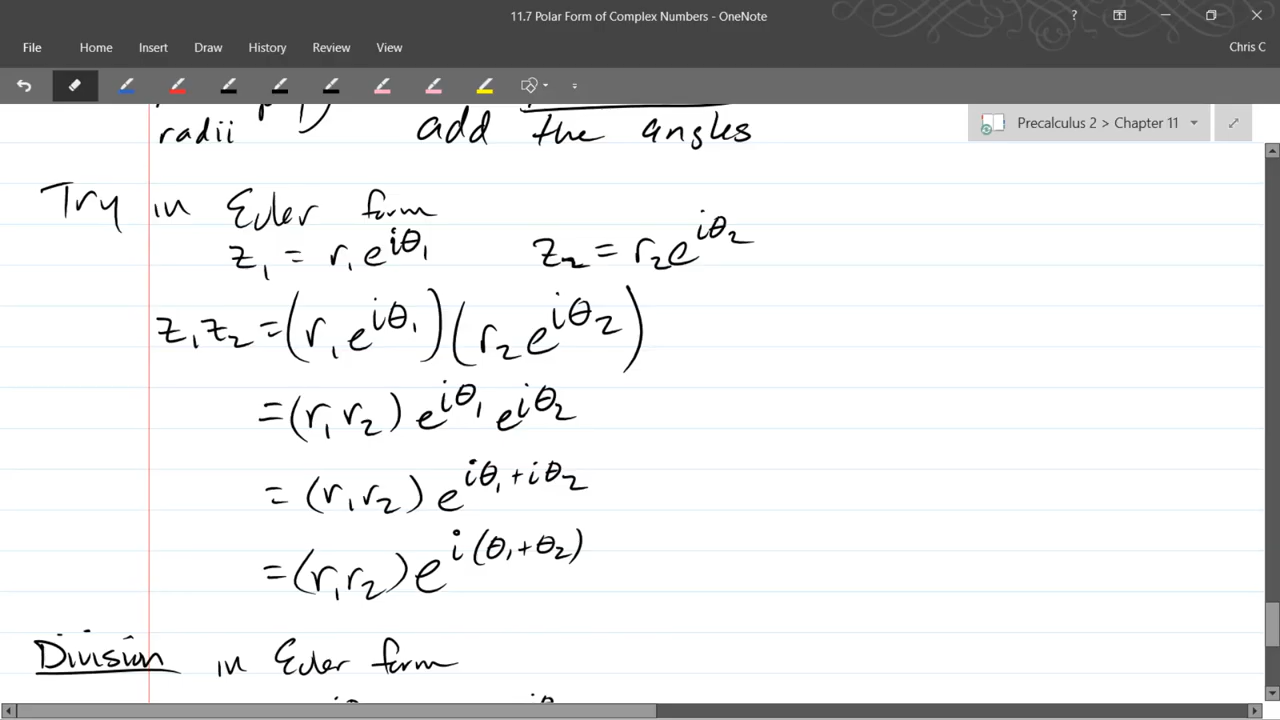 11.7 Polar Form of Complex Numbers - OneNote
File Home Insert Draw History Review View Chris C
Precalculus 2 > Chapter 11
radii add the angles
Try in Euler form
z₁ = r₁e^{iθ₁} z₂ = r₂e^{iθ₂}
z₁z₂ = (r₁e^{iθ₁})(r₂e^{iθ₂})
= (r₁r₂) e^{iθ₁} e^{iθ₂}
= (r₁r₂) e^{iθ₁+iθ₂}
= (r₁r₂) e^{i(θ₁+θ₂)}
Division in Euler form